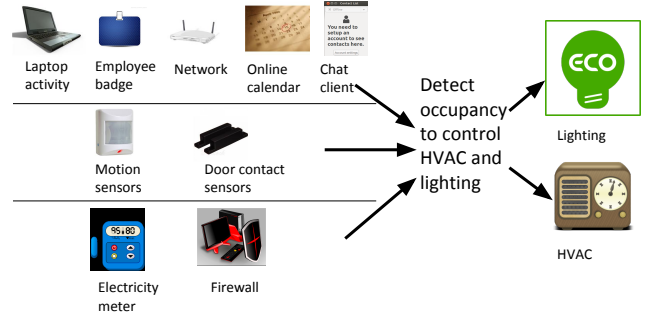 Laptop
activity
Employee
badge
Network
Online
calendar
Chat
client
You need to
setup an
account to see
contacts here.
Motion
sensors
Door contact
sensors
95.80
Electricity
meter
Firewall
Detect
occupancy
to control
HVAC and
lighting
ECO
Lighting
HVAC